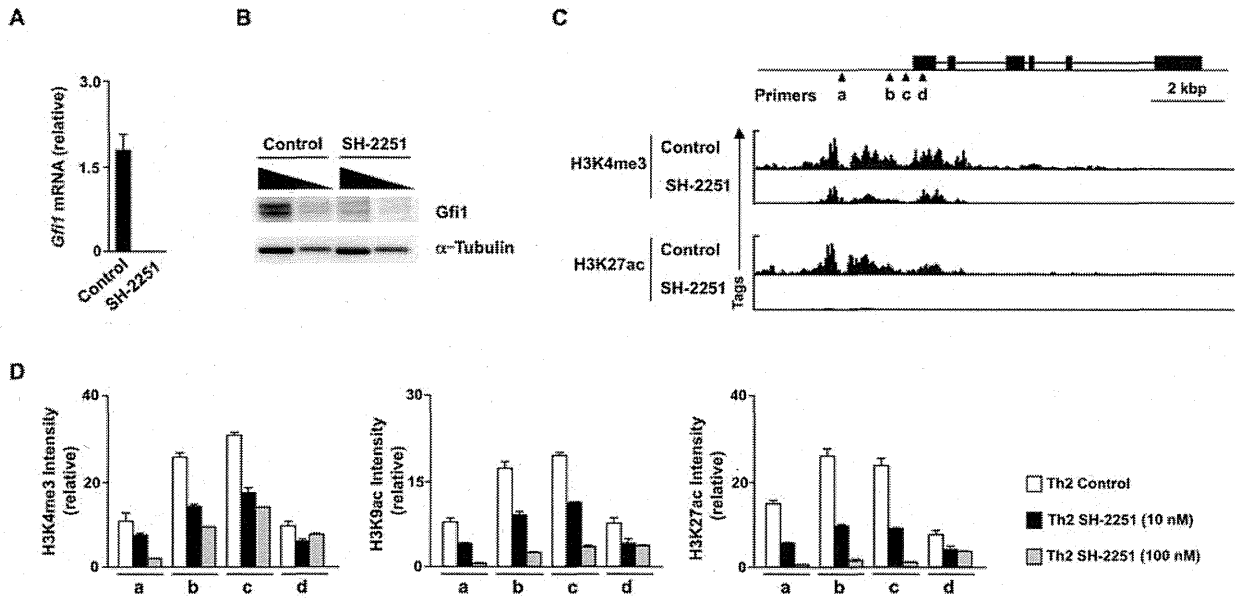 A
B
C
3.0
1.5
0
Gfi1 mRNA (relative)
Control
SH-2251
Control SH-2251
Gfi1
α-Tubulin
Primers a b c d
2 kbp
H3K4me3
Control
SH-2251
H3K27ac
Control
SH-2251
Tags
D
H3K4me3 Intensity
(relative)
40
20
0
a b c d
H3K9ac Intensity
(relative)
30
15
0
a b c d
H3K27ac Intensity
(relative)
40
20
0
a b c d
Th2 Control
Th2 SH-2251 (10 nM)
Th2 SH-2251 (100 nM)